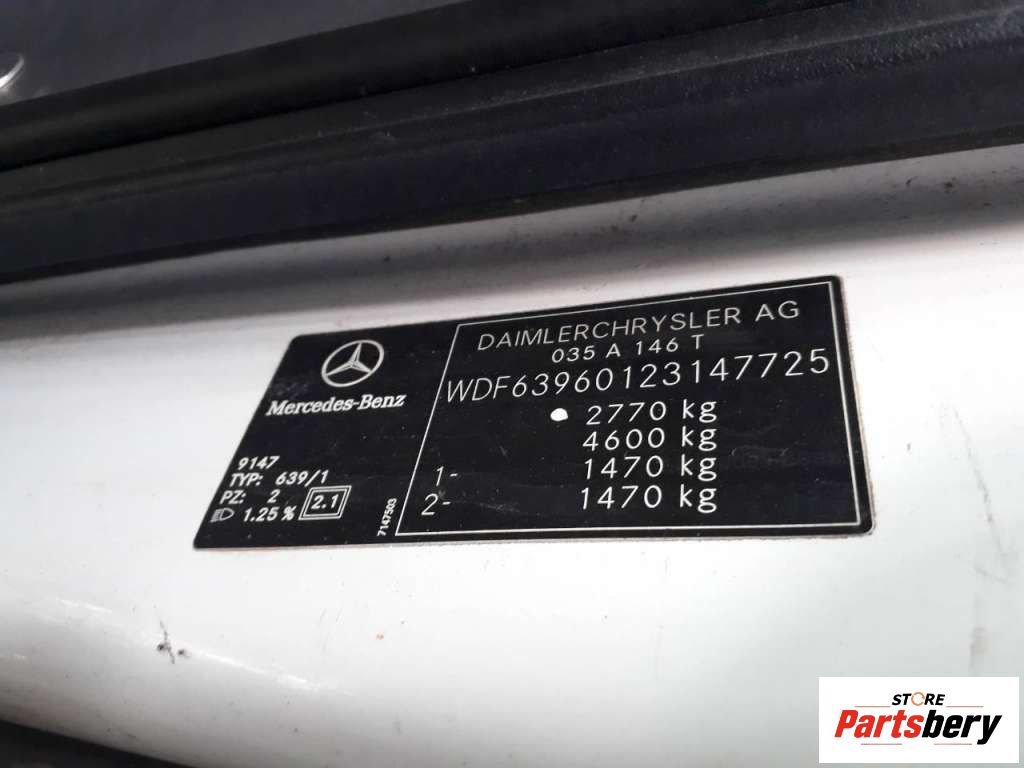 Mercedes-Benz
9147
TYP: 639/1
PZ: 2
1.25% 2.1
7147503
DAIMLERCHRYSLER AG
035 A 146 T
WDF63960123147725
2770 kg
4600 kg
1- 1470 kg
2- 1470 kg
STORE
Partsbery